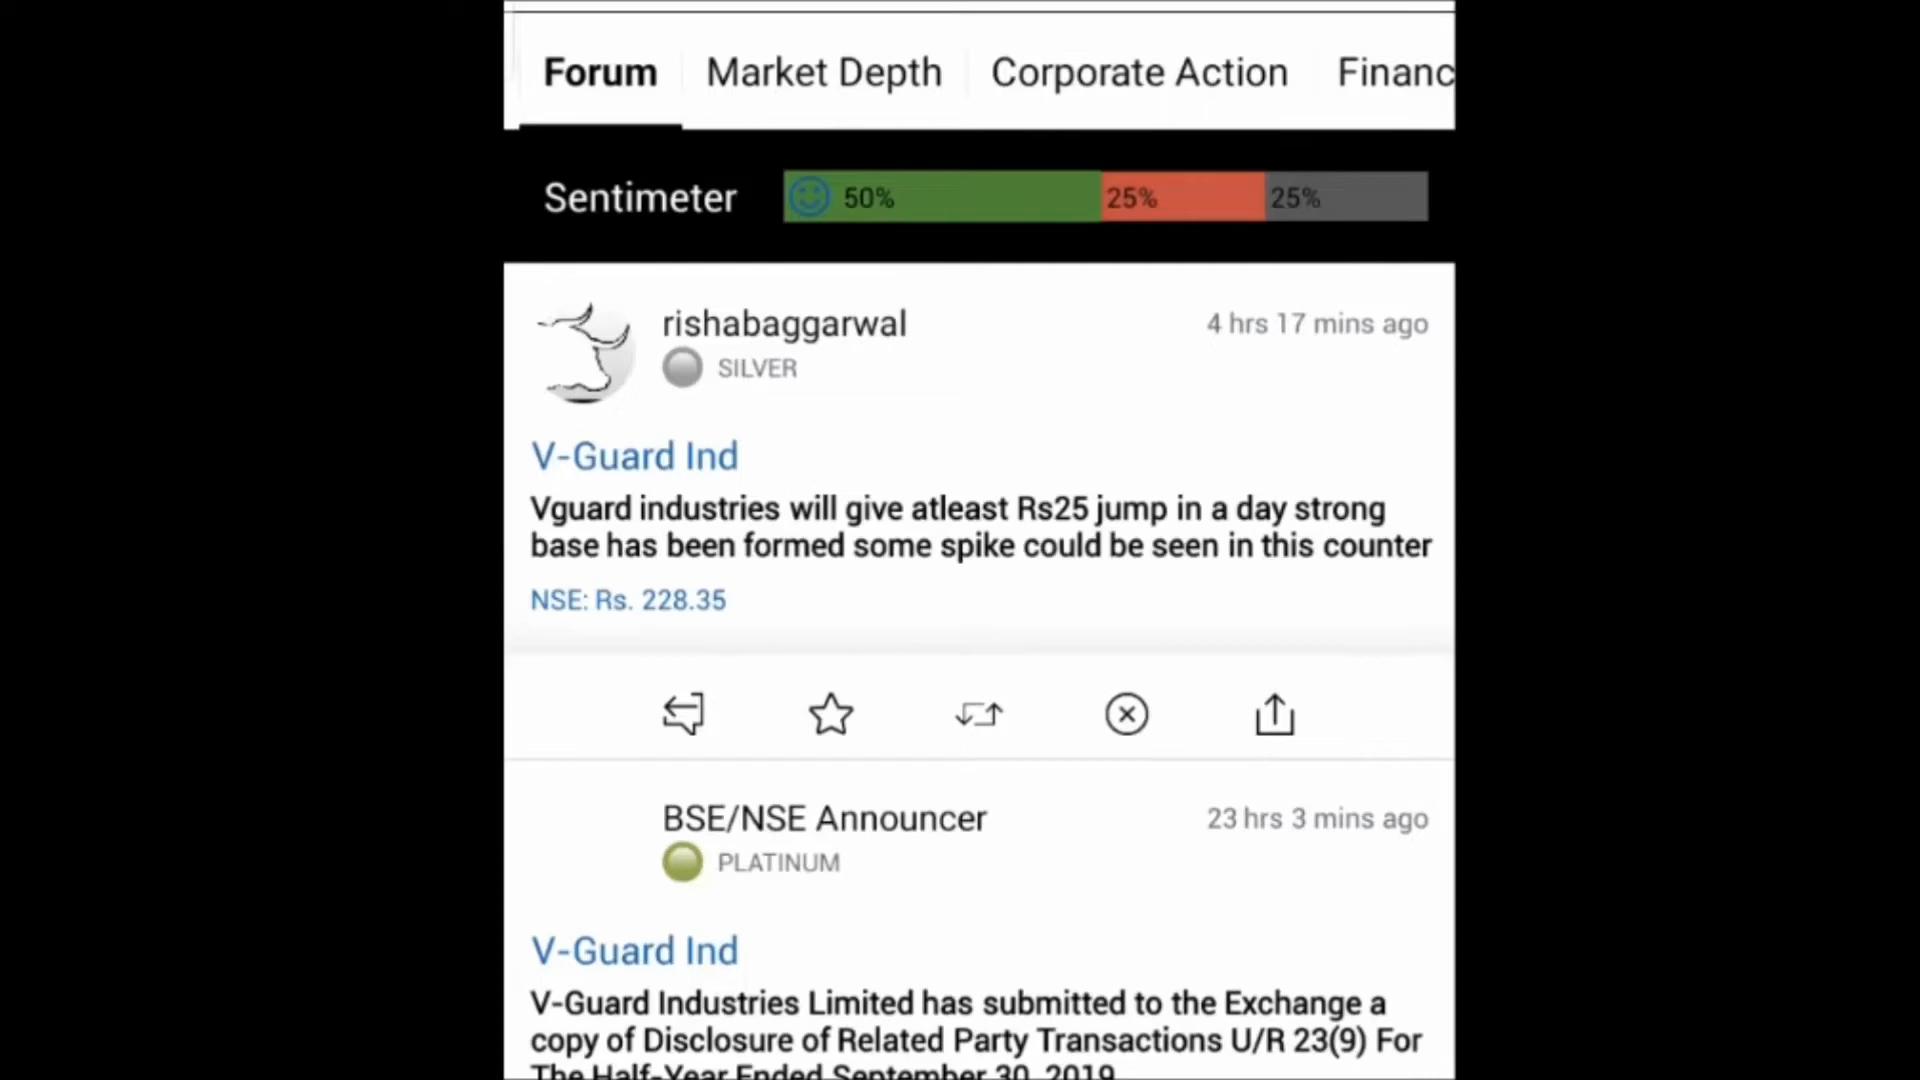 Forum Market Depth Corporate Action Financ
Sentimeter 50% 25% 25%
rishabaggarwal 4 hrs 17 mins ago
SILVER
V-Guard Ind
Vguard industries will give atleast Rs25 jump in a day strong
base has been formed some spike could be seen in this counter
NSE: Rs. 228.35
BSE/NSE Announcer 23 hrs 3 mins ago
PLATINUM
V-Guard Ind
V-Guard Industries Limited has submitted to the Exchange a
copy of Disclosure of Related Party Transactions U/R 23(9) For
The Half-Year Ended September 30, 2019